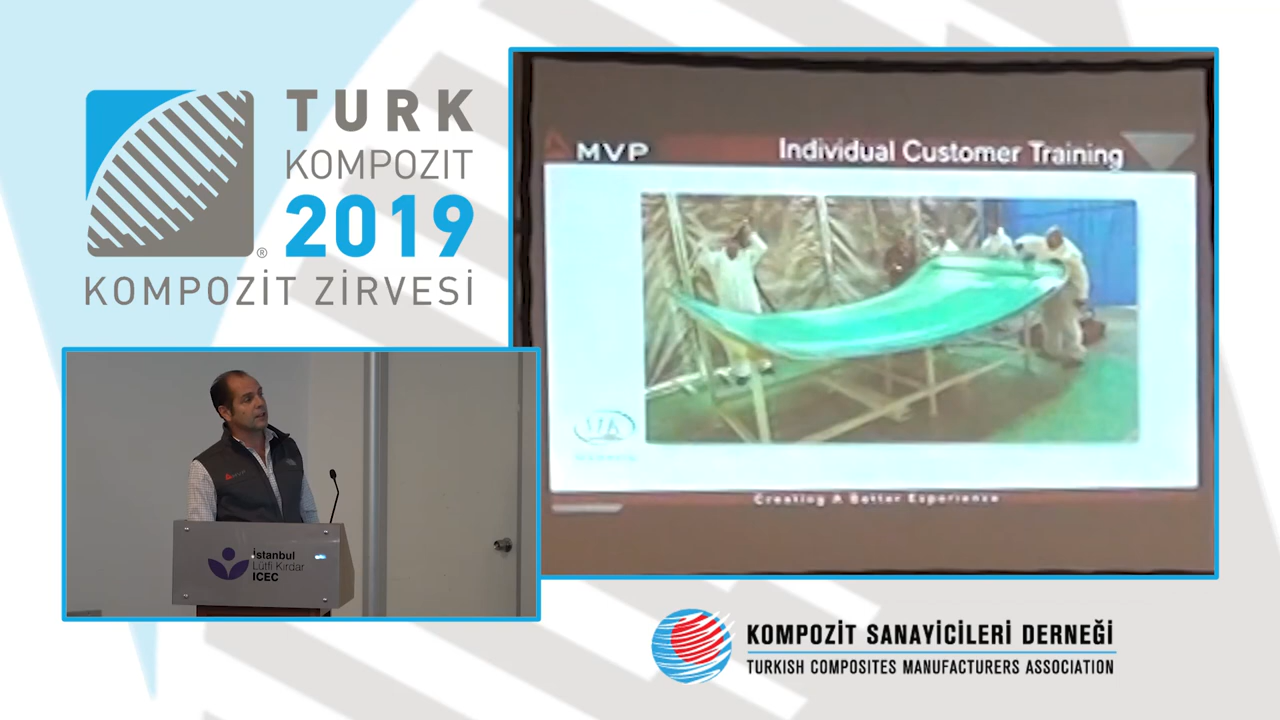 TURK
KOMPOZIT
2019
®
KOMPOZİT ZİRVESİ
MVP
Individual Customer Training
Creating A Better Experience
İstanbul
Lütfi Kırdar
ICEC
KOMPOZİT SANAYİCİLERİ DERNEĞİ
TURKISH COMPOSITES MANUFACTURERS ASSOCIATION